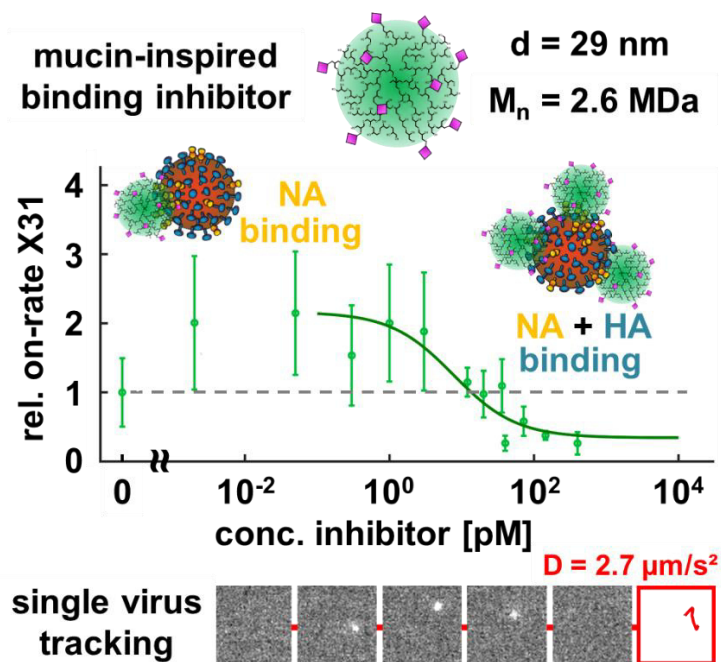 mucin-inspired
binding inhibitor
d = 29 nm
Mₙ = 2.6 MDa
rel. on-rate X31
4
3
2
1
0
NA
binding
NA + HA
binding
0
10⁻²
10⁰
10²
10⁴
conc. inhibitor [pM]
D = 2.7 µm/s²
single virus
tracking